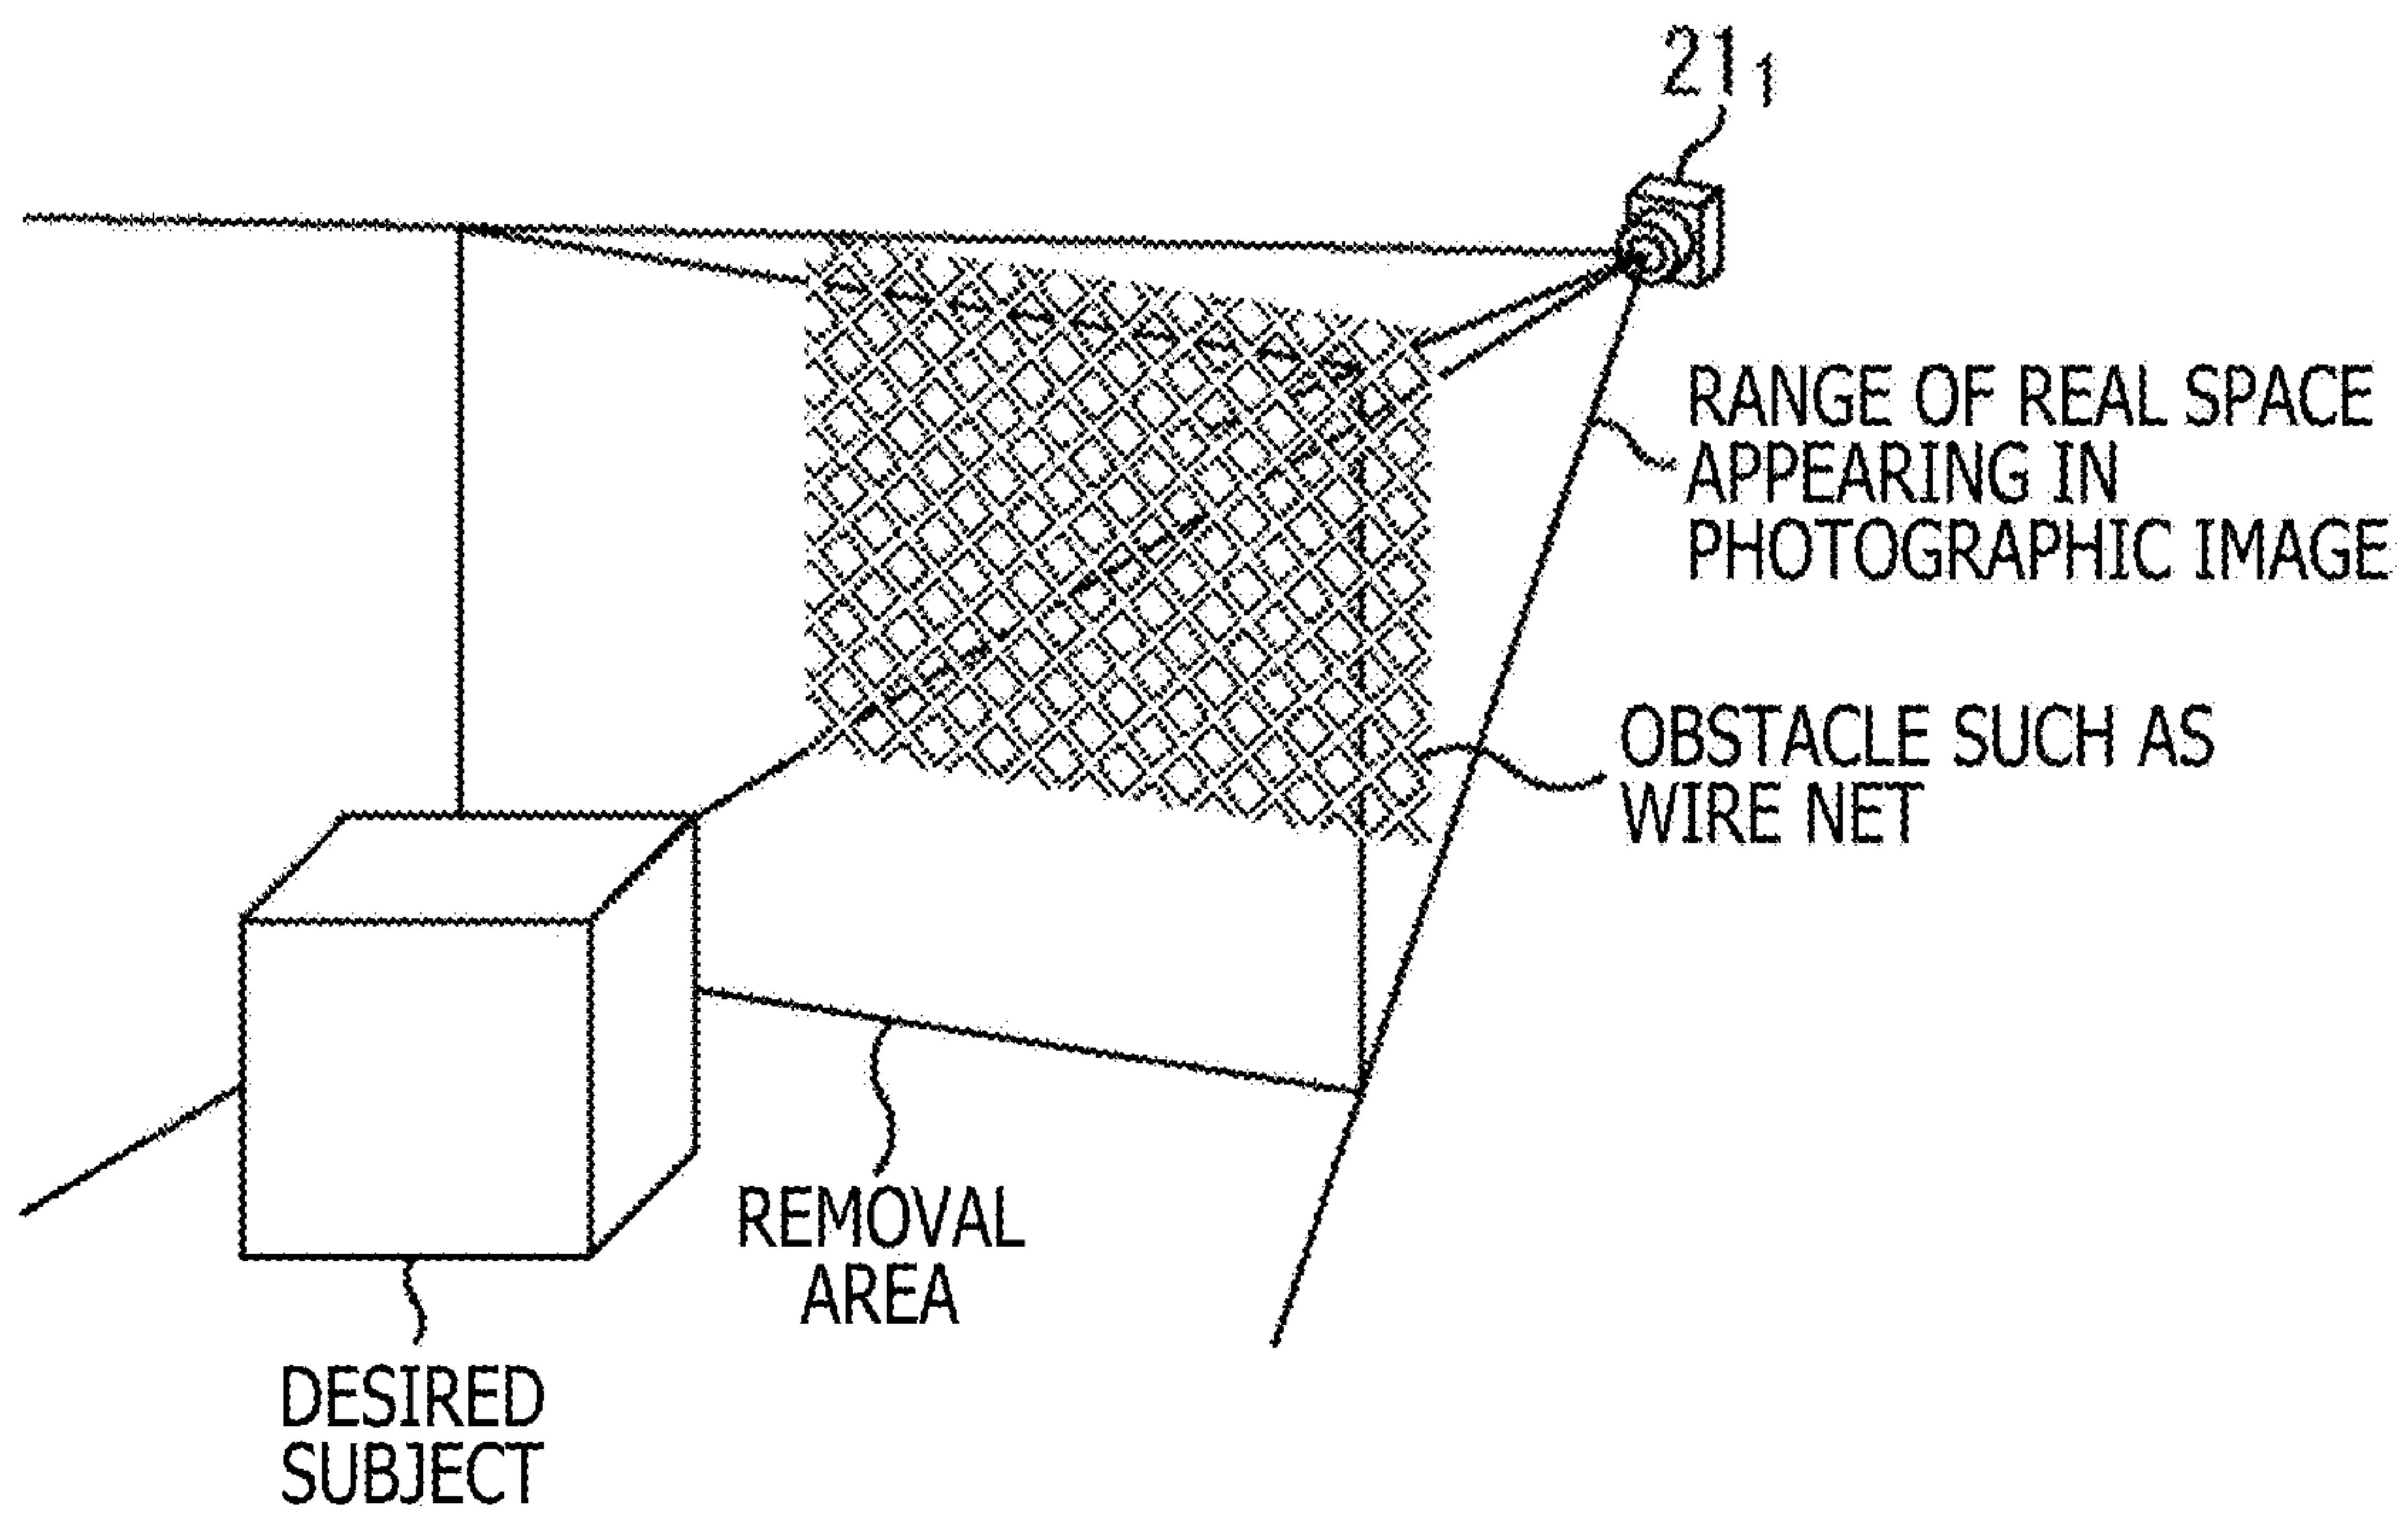 21₁
RANGE OF REAL SPACE
APPEARING IN
PHOTOGRAPHIC IMAGE
OBSTACLE SUCH AS
WIRE NET
REMOVAL
AREA
DESIRED
SUBJECT